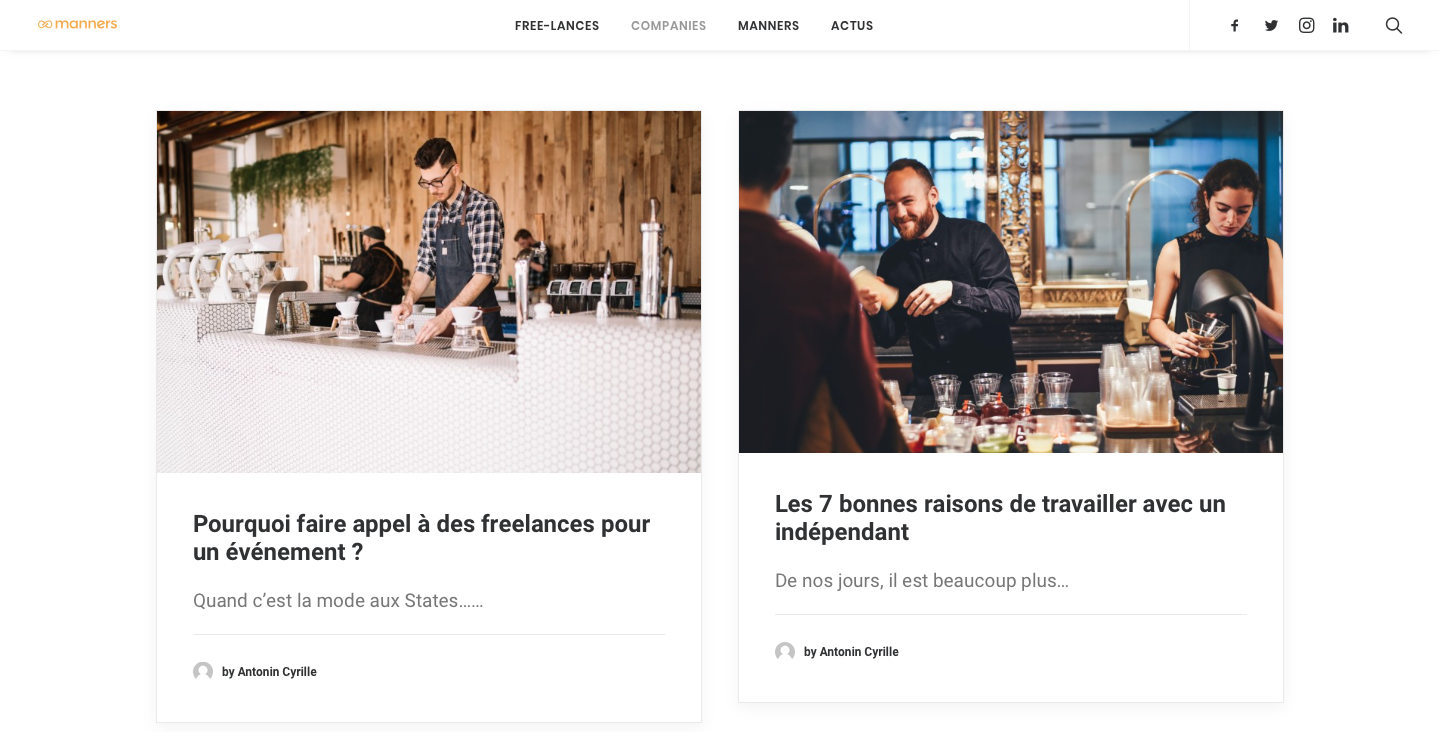 manners
FREE-LANCES
COMPANIES
MANNERS
ACTUS
Pourquoi faire appel à des freelances pour
un événement ?
Quand c’est la mode aux States……
by Antonin Cyrille
Les 7 bonnes raisons de travailler avec un
indépendant
De nos jours, il est beaucoup plus…
by Antonin Cyrille